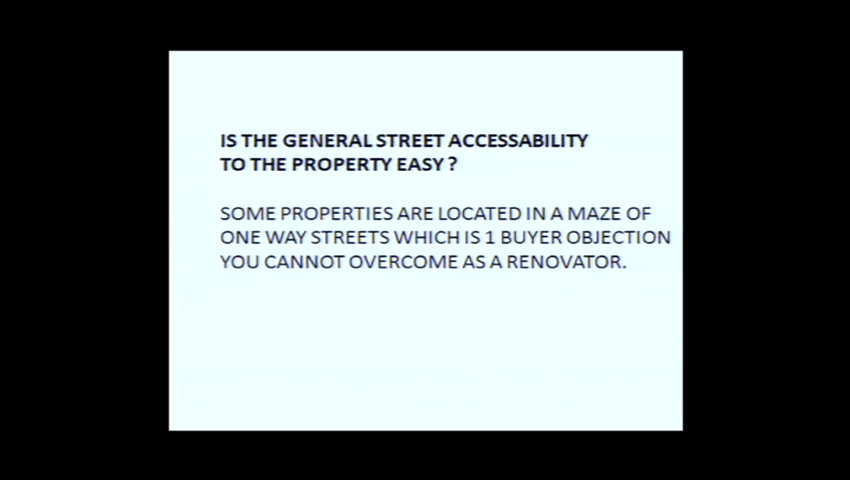 IS THE GENERAL STREET ACCESSABILITY
TO THE PROPERTY EASY ?
SOME PROPERTIES ARE LOCATED IN A MAZE OF
ONE WAY STREETS WHICH IS 1 BUYER OBJECTION
YOU CANNOT OVERCOME AS A RENOVATOR.